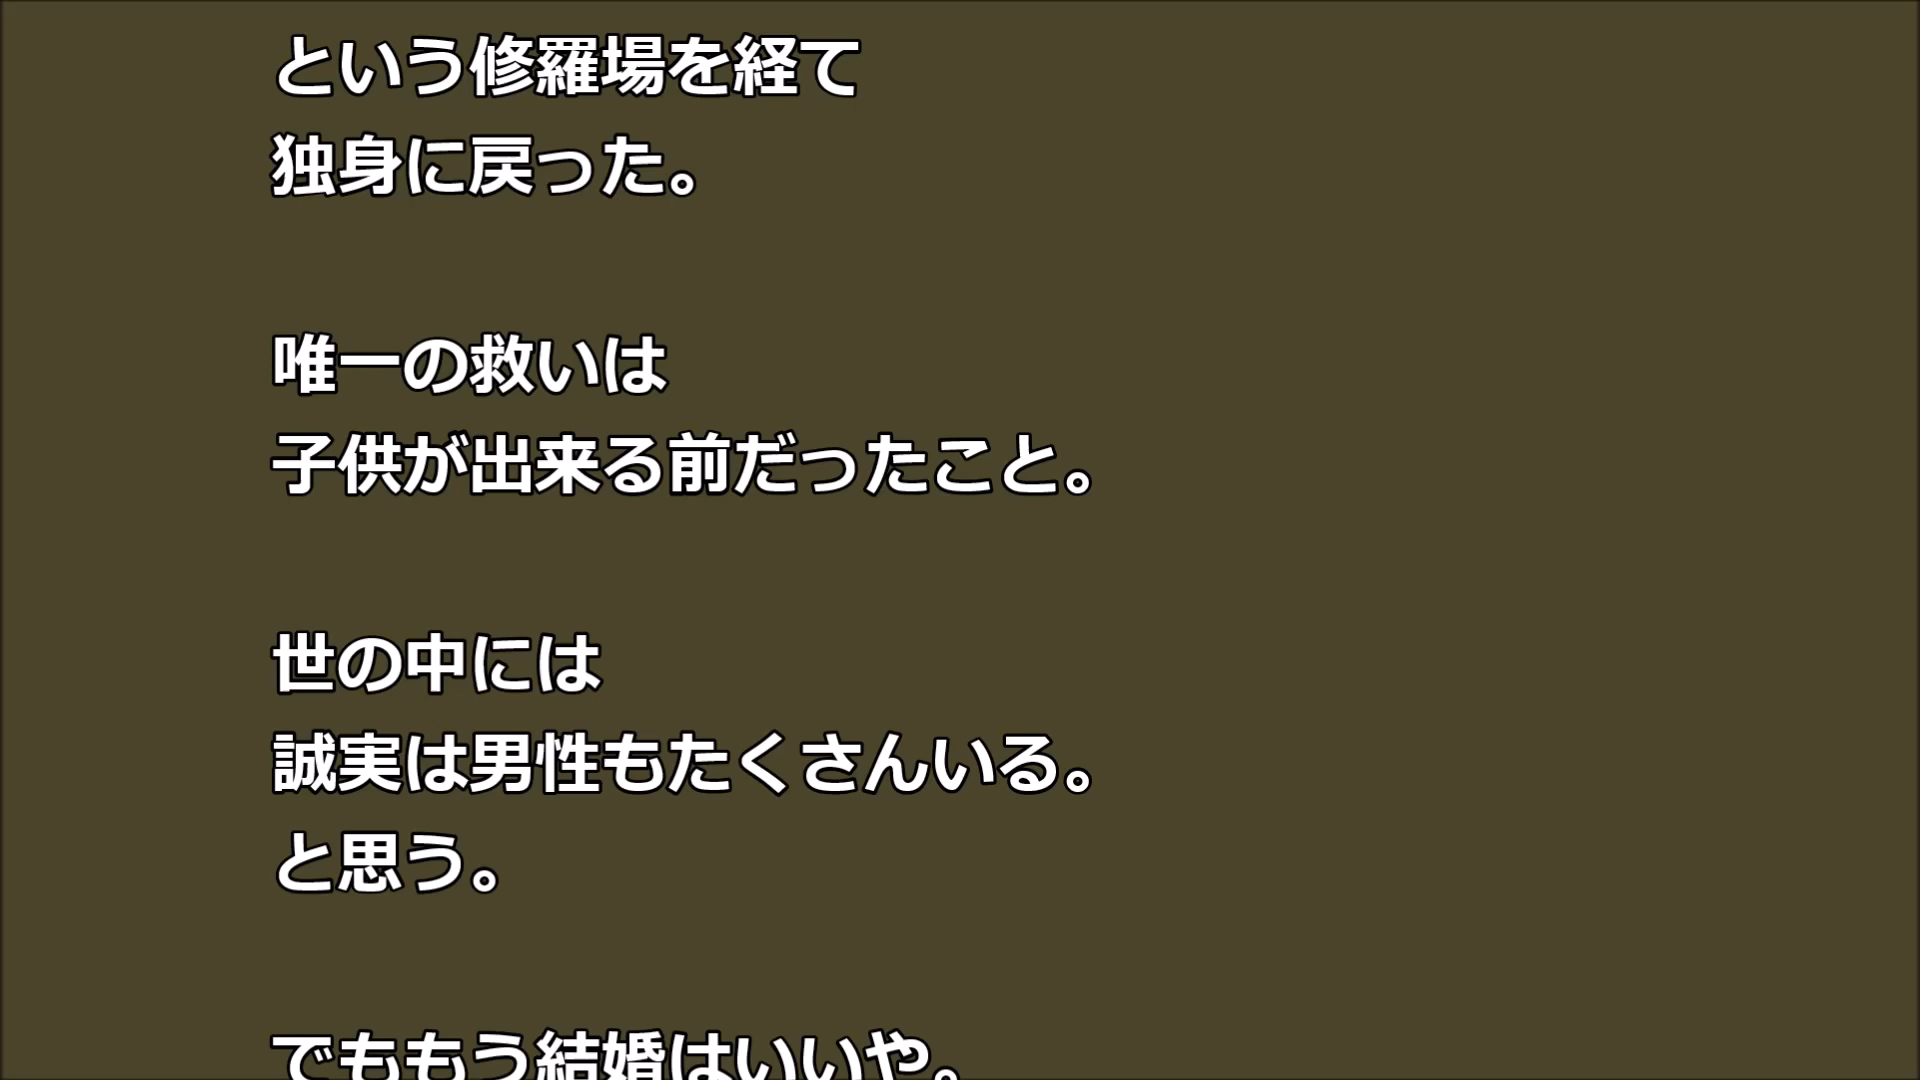 という修羅場を経て
独身に戻った。
唯一の救いは
子供が出来る前だったこと。
世の中には
誠実は男性もたくさんいる。
と思う。
でももう結婚はいいや。